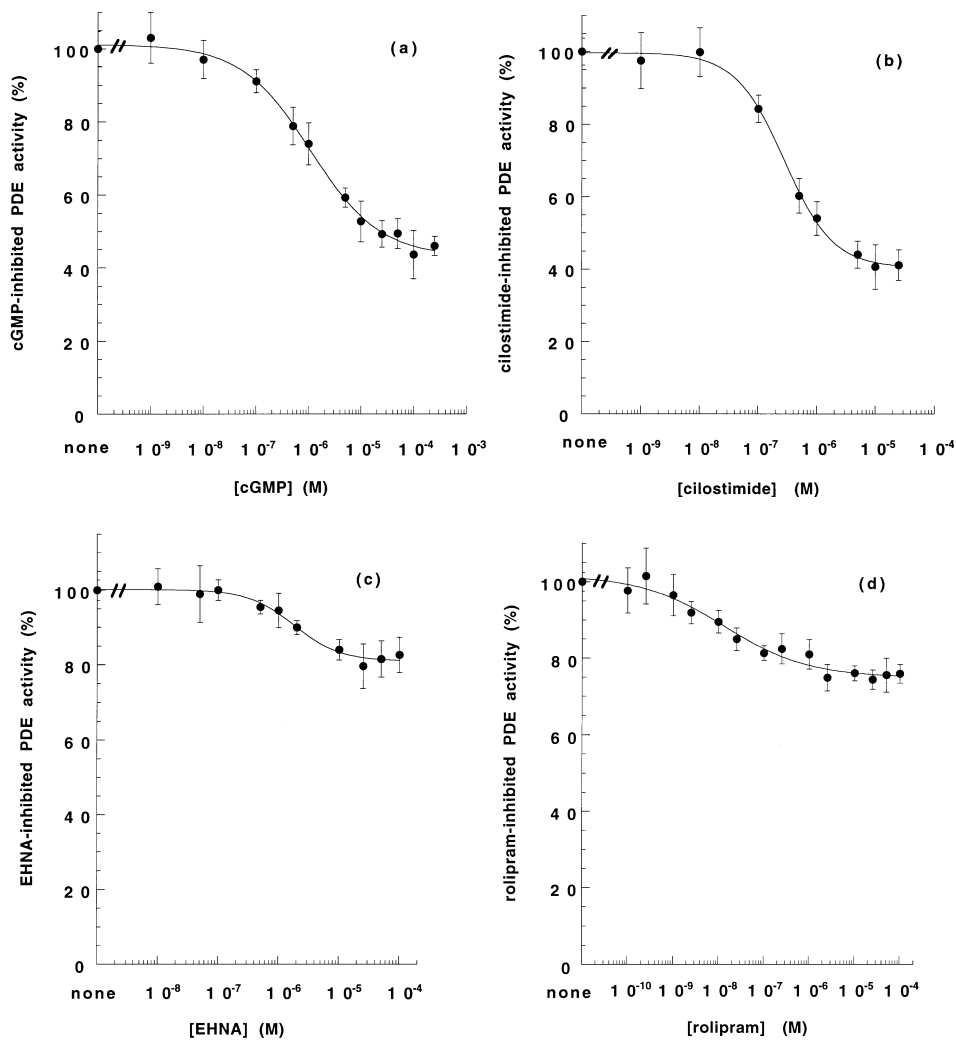 (a)
cGMP-inhibited PDE activity (%)
100
80
60
40
20
0
none 10-9 10-8 10-7 10-6 10-5 10-4 10-3
[cGMP] (M)
(b)
cilostimide-inhibited PDE activity (%)
100
80
60
40
20
0
none 10-9 10-8 10-7 10-6 10-5 10-4
[cilostimide] (M)
(c)
EHNA-inhibited PDE activity (%)
100
80
60
40
20
0
none 10-8 10-7 10-6 10-5 10-4
[EHNA] (M)
(d)
rolipram-inhibited PDE activity (%)
100
80
60
40
20
0
none 10-10 10-9 10-8 10-7 10-6 10-5 10-4
[rolipram] (M)